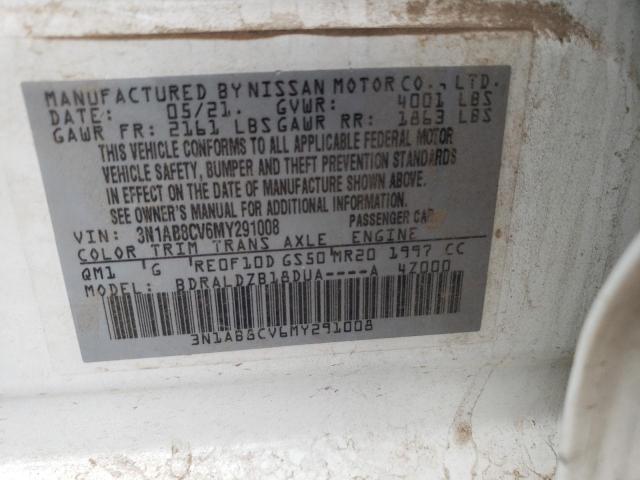 MANUFACTURED BY NISSAN MOTOR CO., LTD.
DATE: 05/21 GVWR: 4001 LBS
GAWR FR: 2161 LBS GAWR RR: 1863 LBS
THIS VEHICLE CONFORMS TO ALL APPLICABLE FEDERAL MOTOR
VEHICLE SAFETY, BUMPER AND THEFT PREVENTION STANDARDS
IN EFFECT ON THE DATE OF MANUFACTURE SHOWN ABOVE.
SEE OWNER'S MANUAL FOR ADDITIONAL INFORMATION.
VIN: 3N1AB8CV6MY291008 PASSENGER CAR
COLOR TRIM TRANS AXLE ENGINE
QM1 G RE0F10D GS50 MR20 1997 CC
MODEL: BDRALDZB18DUA----A 4Z000
3N1AB8CV6MY291008